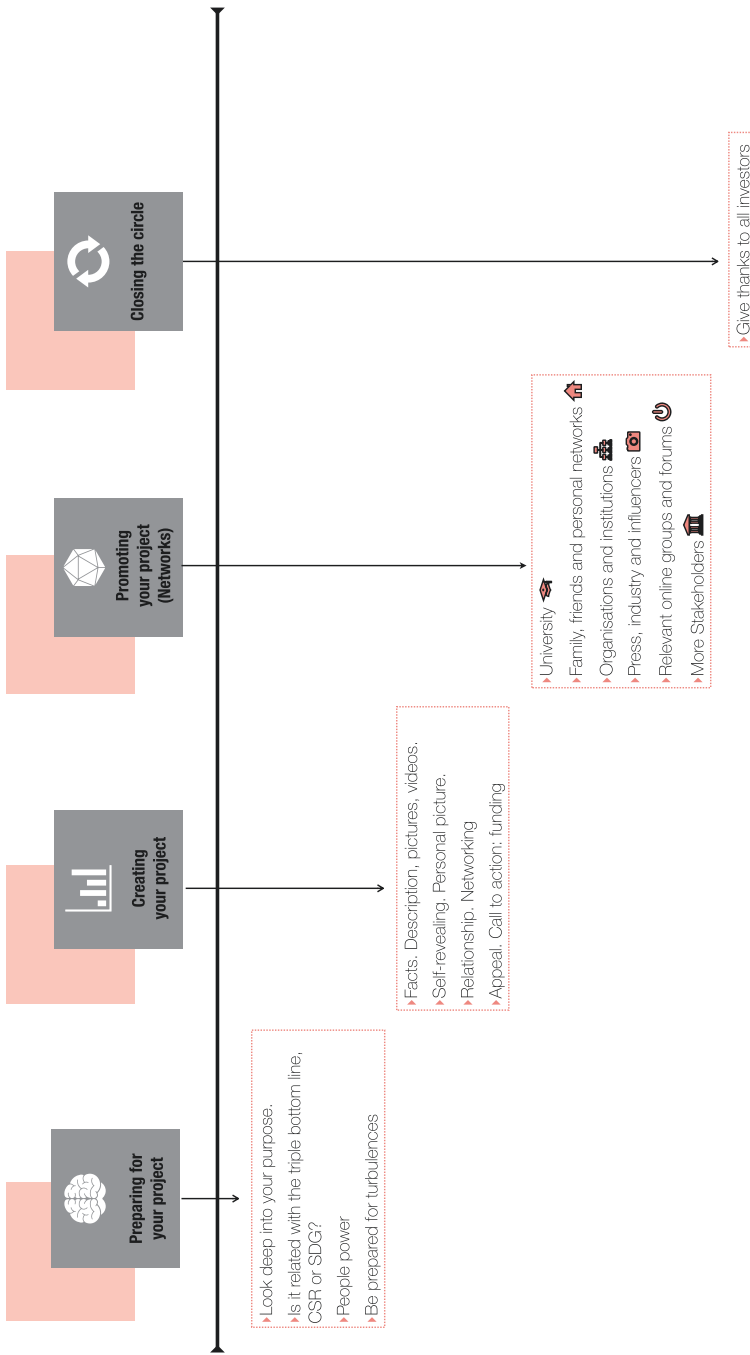 Preparing for
your project
Look deep into your purpose.
Is it related with the triple bottom line,
CSR or SDG?
People power
Be prepared for turbulences
Creating
your project
Facts. Description, pictures, videos.
Self-revealing. Personal picture.
Relationship. Networking
Appeal. Call to action: funding
Promoting
your project
(Networks)
University
Family, friends and personal networks
Organisations and institutions
Press, industry and influencers
Relevant online groups and forums
More Stakeholders
Closing the circle
Give thanks to all investors